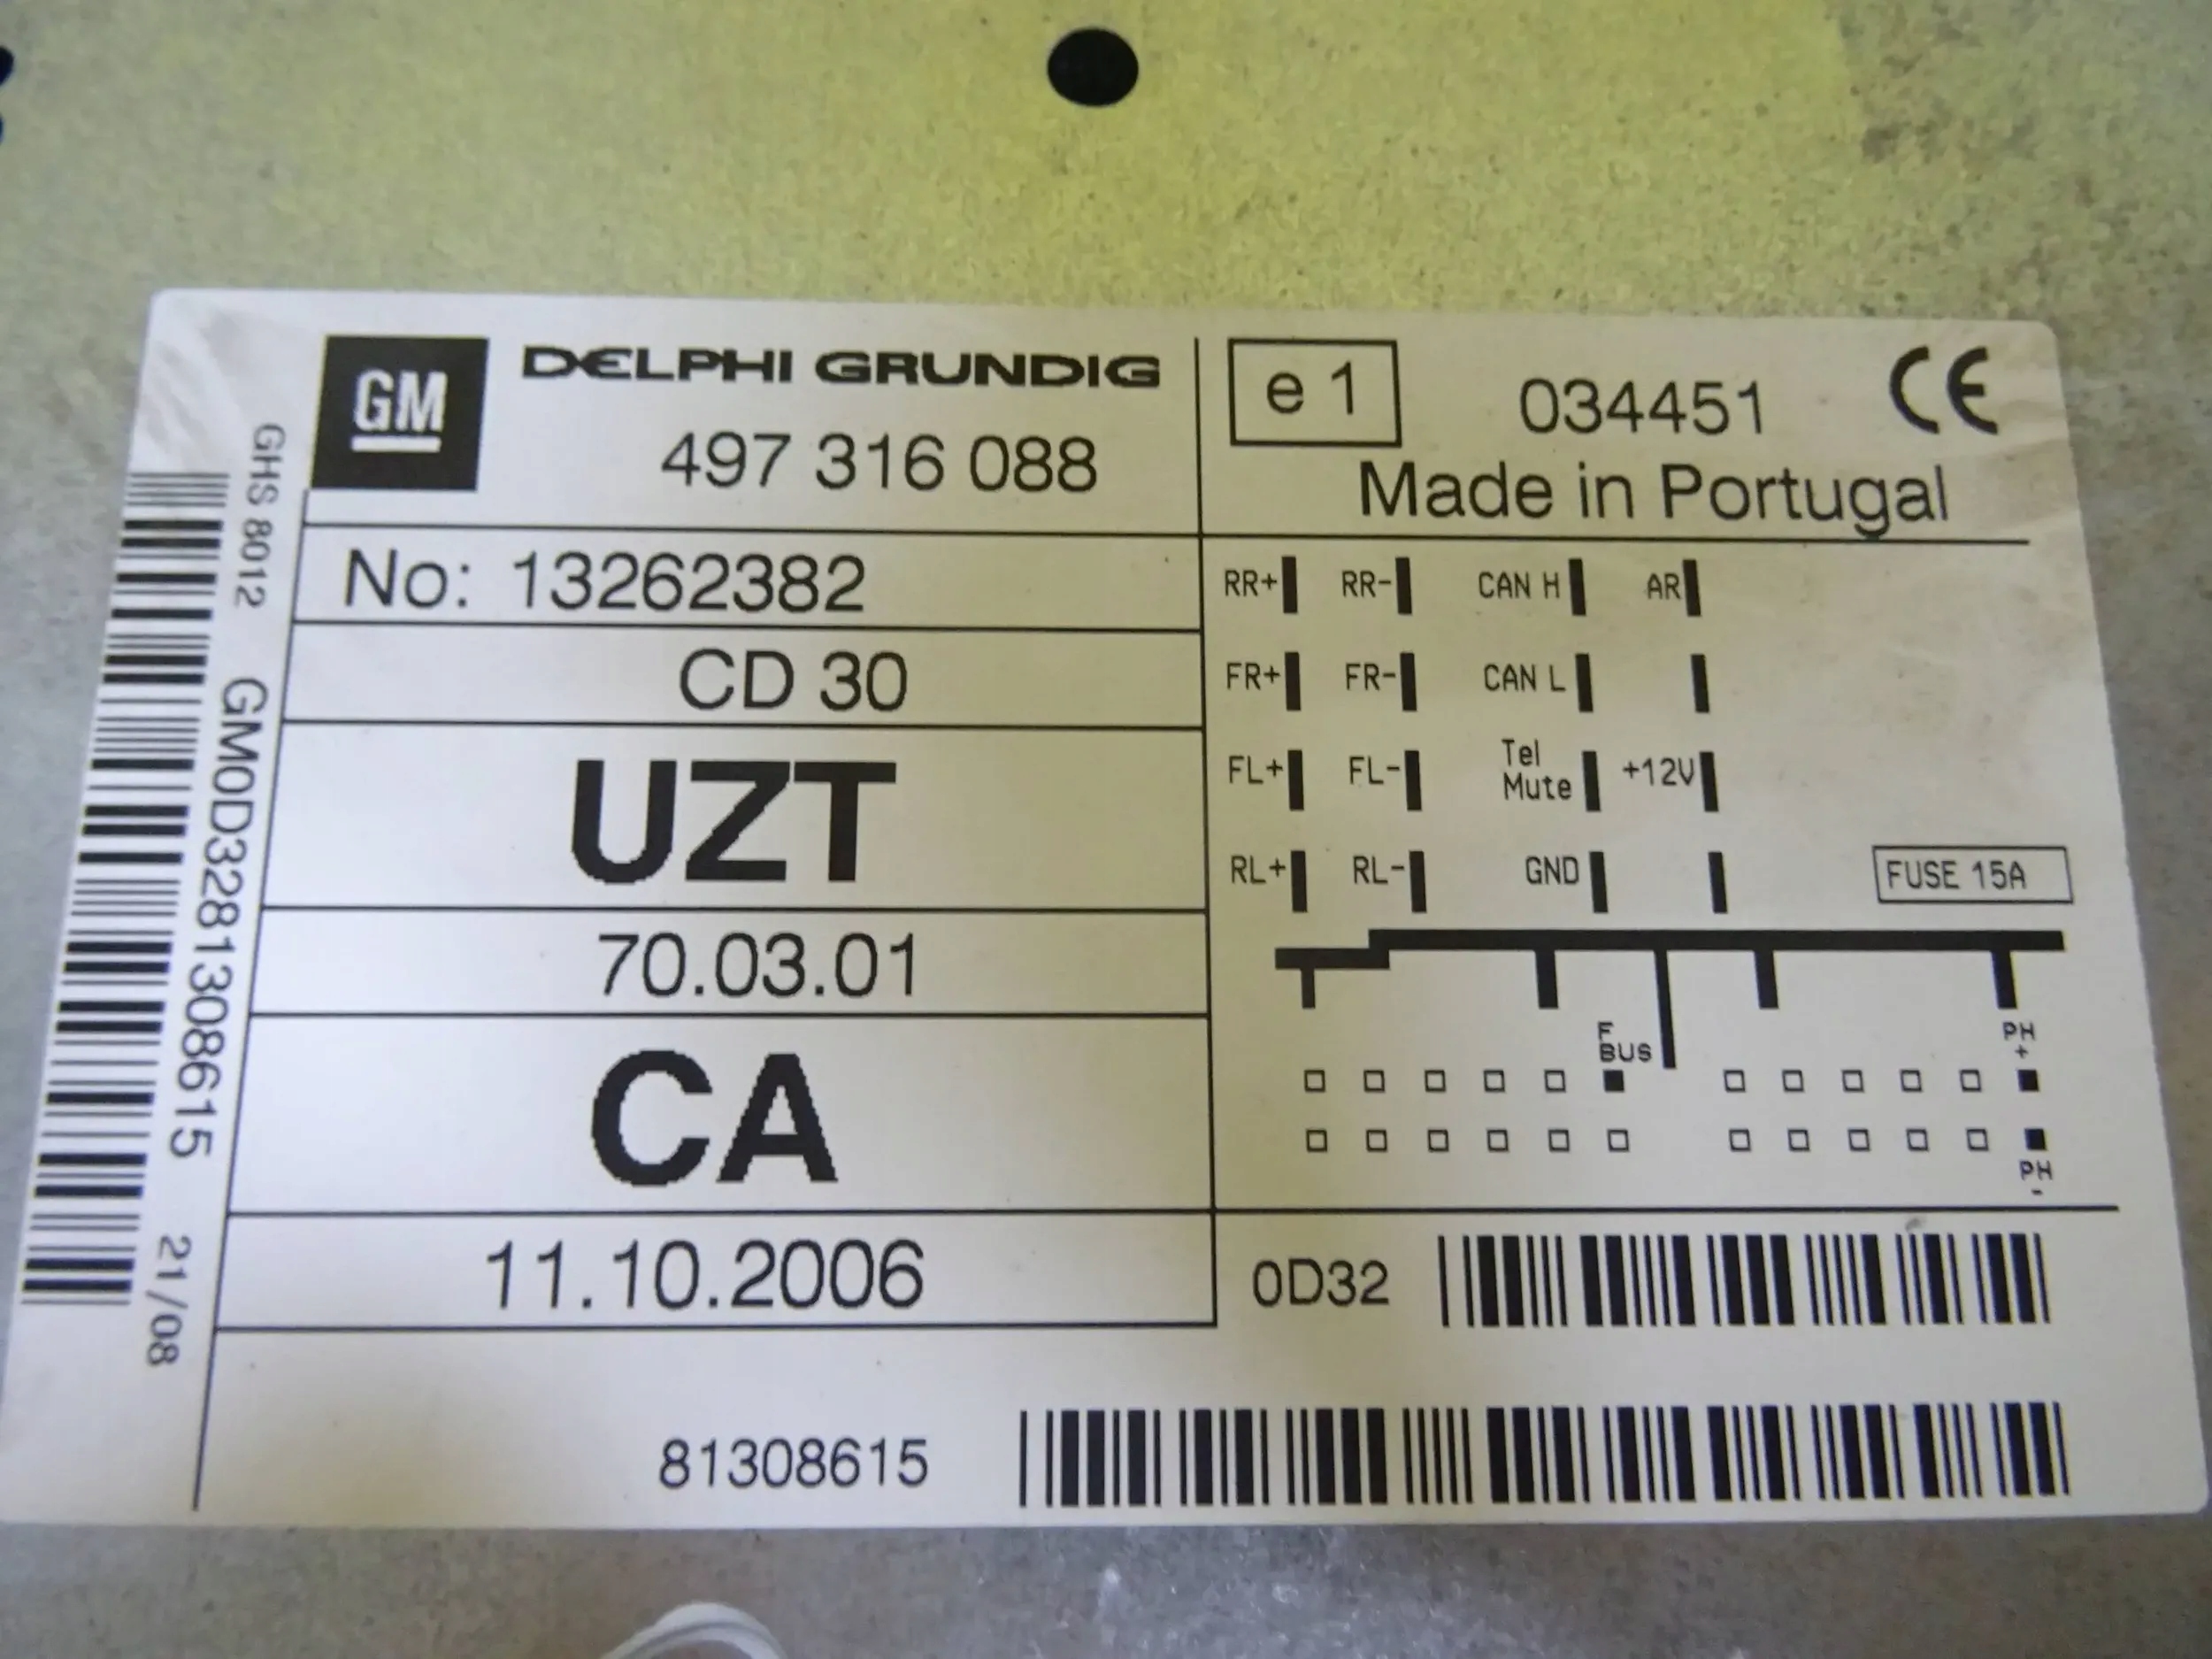 GM
DELPHI GRUNDIG
497 316 088
e 1
034451
CE
Made in Portugal
No: 13262382
CD 30
UZT
70.03.01
CA
11.10.2006
RR+ RR- CAN H AR
FR+ FR- CAN L
FL+ FL- Tel Mute +12V
RL+ RL- GND
FUSE 15A
F
BUS
PH
+
PH
-
0D32
81308615
GHS 8012 GM0D3281308615 21/08